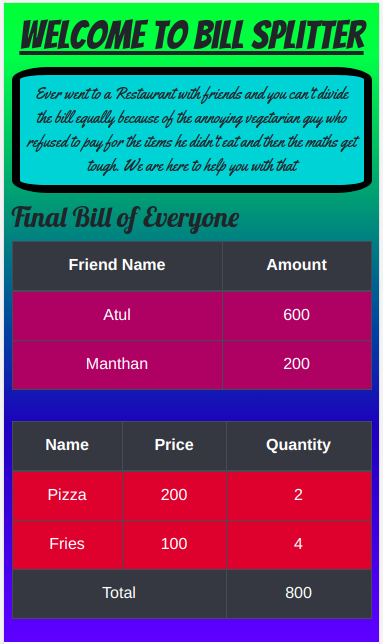 WELCOME TO BILL SPLITTER
Ever went to a Restaurant with friends and you can't divide
the bill equally because of the annoying vegetarian guy who
refused to pay for the items he didn't eat and then the maths get
tough. We are here to help you with that
Final Bill of Everyone
Friend Name Amount
Atul 600
Manthan 200
Name Price Quantity
Pizza 200 2
Fries 100 4
Total 800